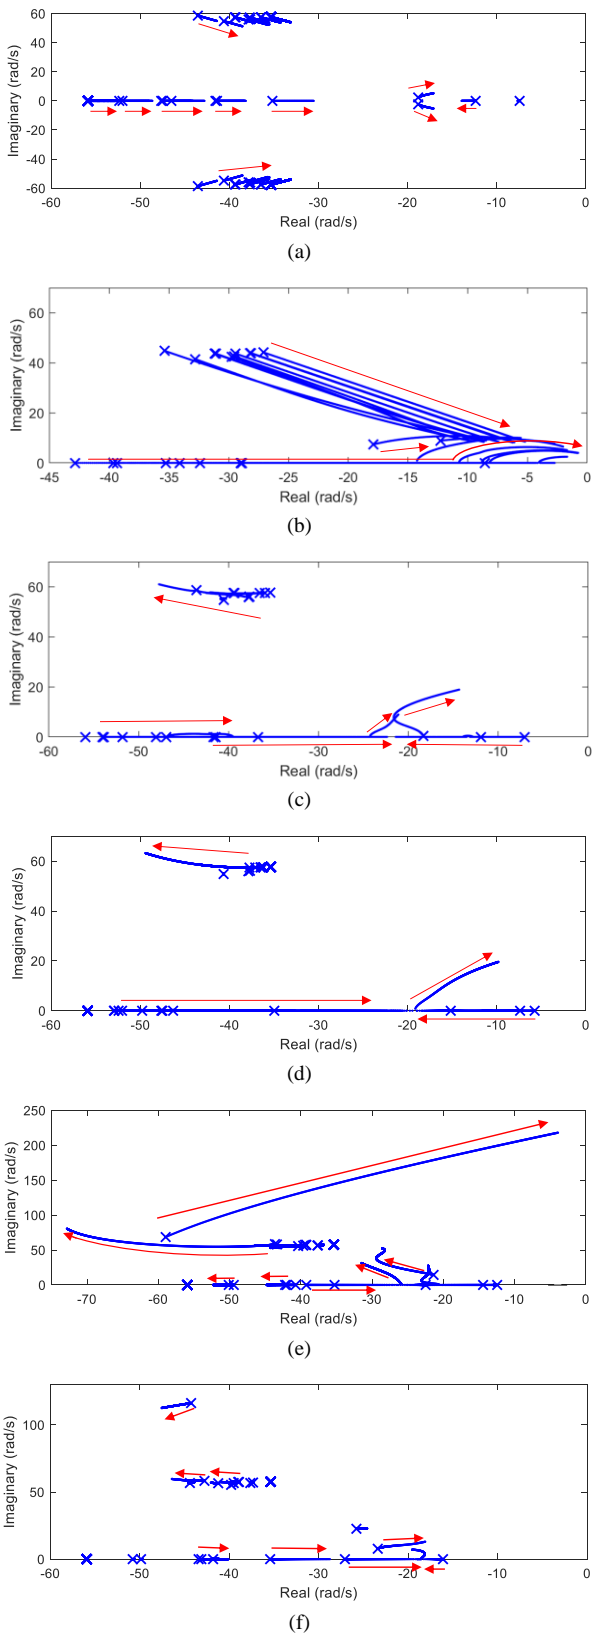 60
40
20
0
-20
-40
-60
Imaginary (rad/s)
-60 -50 -40 -30 -20 -10 0
Real (rad/s)
(a)
60
40
20
0
Imaginary (rad/s)
-45 -40 -35 -30 -25 -20 -15 -10 -5 0
Real (rad/s)
(b)
60
40
20
0
Imaginary (rad/s)
-60 -50 -40 -30 -20 -10 0
Real (rad/s)
(c)
60
40
20
0
Imaginary (rad/s)
-60 -50 -40 -30 -20 -10 0
Real (rad/s)
(d)
250
200
150
100
50
0
Imaginary (rad/s)
-70 -60 -50 -40 -30 -20 -10 0
Real (rad/s)
(e)
100
50
0
Imaginary (rad/s)
-60 -50 -40 -30 -20 -10 0
Real (rad/s)
(f)